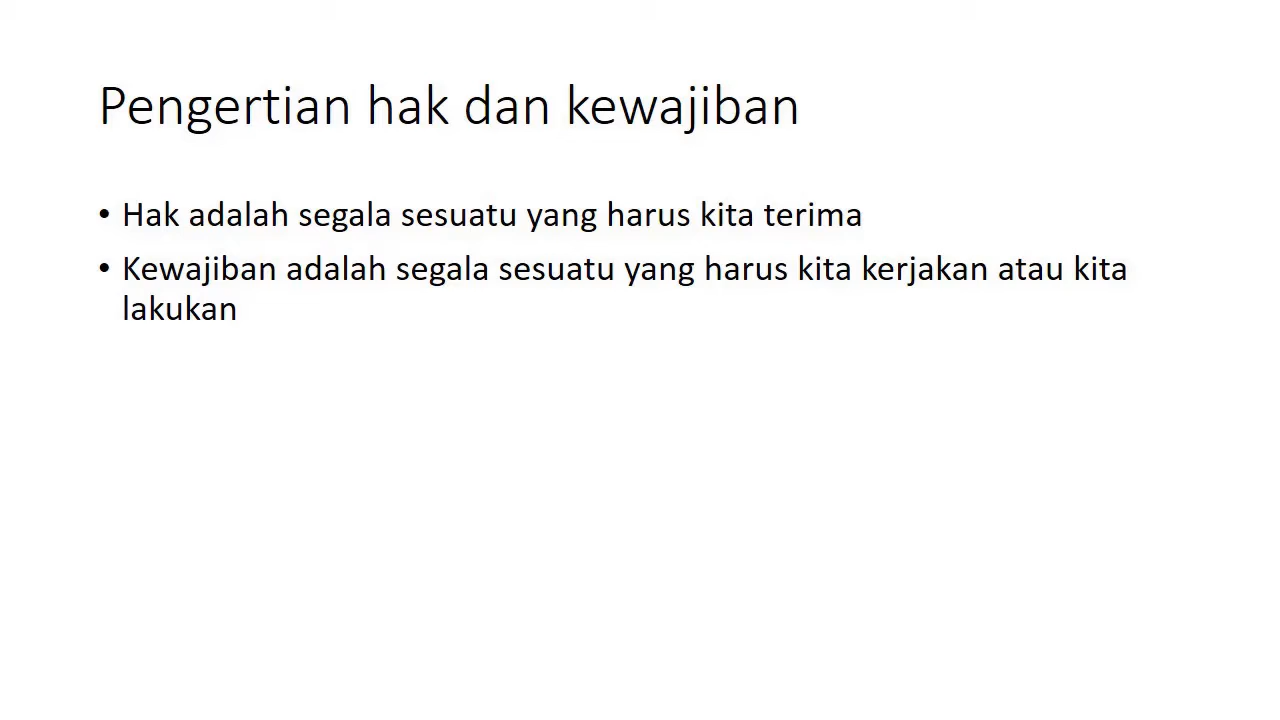 Pengertian hak dan kewajiban
• Hak adalah segala sesuatu yang harus kita terima
• Kewajiban adalah segala sesuatu yang harus kita kerjakan atau kita
lakukan